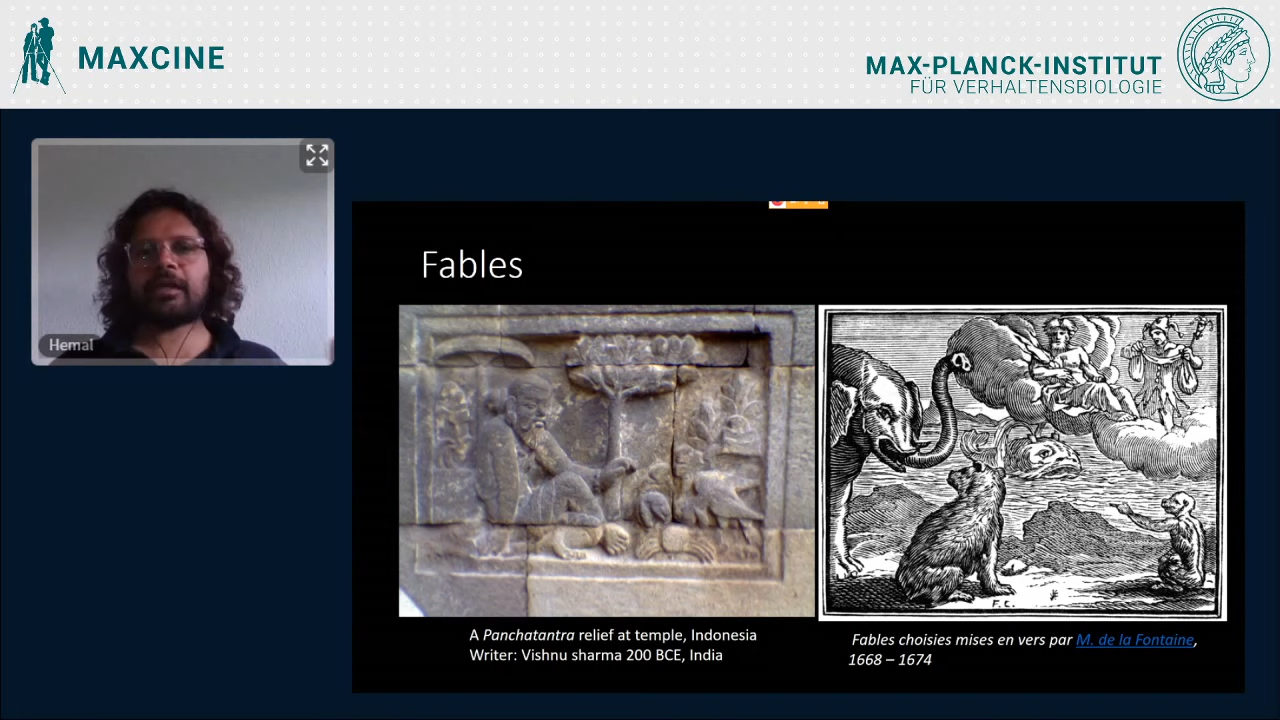 MAXCINE
MAX-PLANCK-INSTITUT
FÜR VERHALTENSBIOLOGIE
Hemal
Fables
F.C.
A Panchatantra relief at temple, Indonesia
Writer: Vishnu sharma 200 BCE, India
Fables choisies mises en vers par M. de la Fontaine,
1668 – 1674